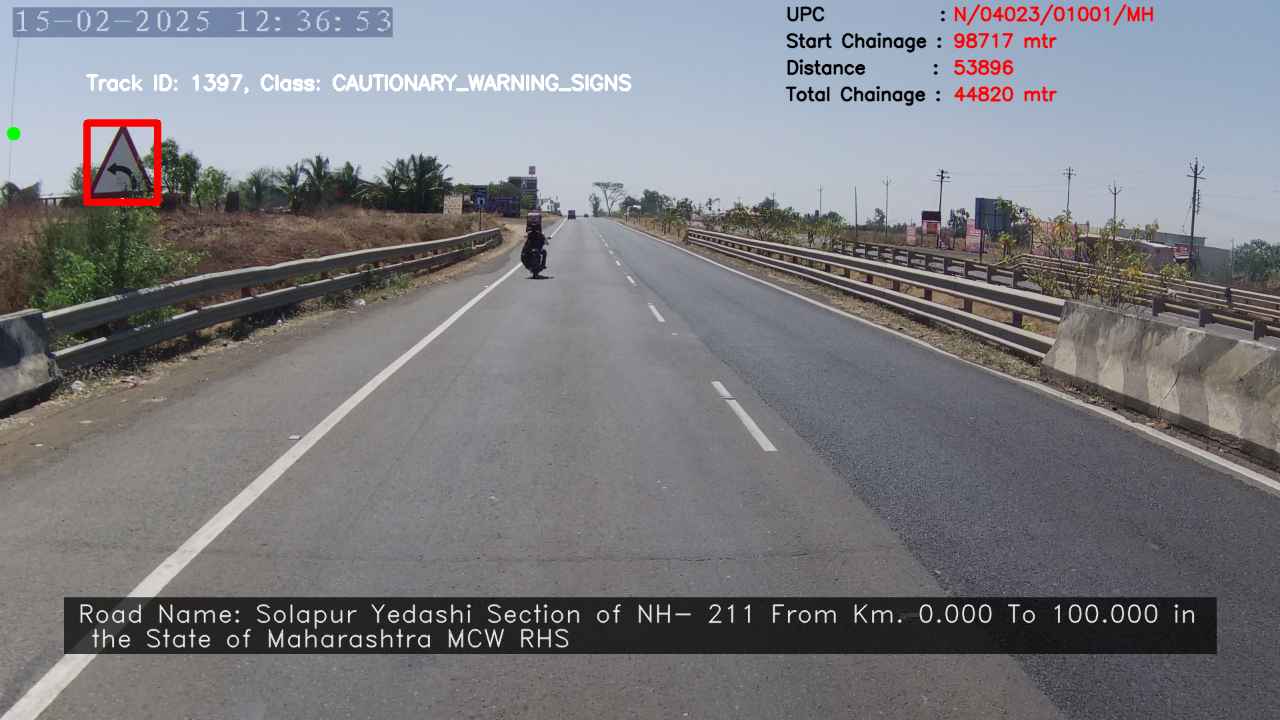 15-02-2025 12:36:53
UPC : N/04023/01001/MH
Start Chainage : 98717 mtr
Distance : 53896
Total Chainage : 44820 mtr
Track ID: 1397, Class: CAUTIONARY_WARNING_SIGNS
Road Name: Solapur Yedashi Section of NH- 211 From Km. 0.000 To 100.000 in
the State of Maharashtra MCW RHS